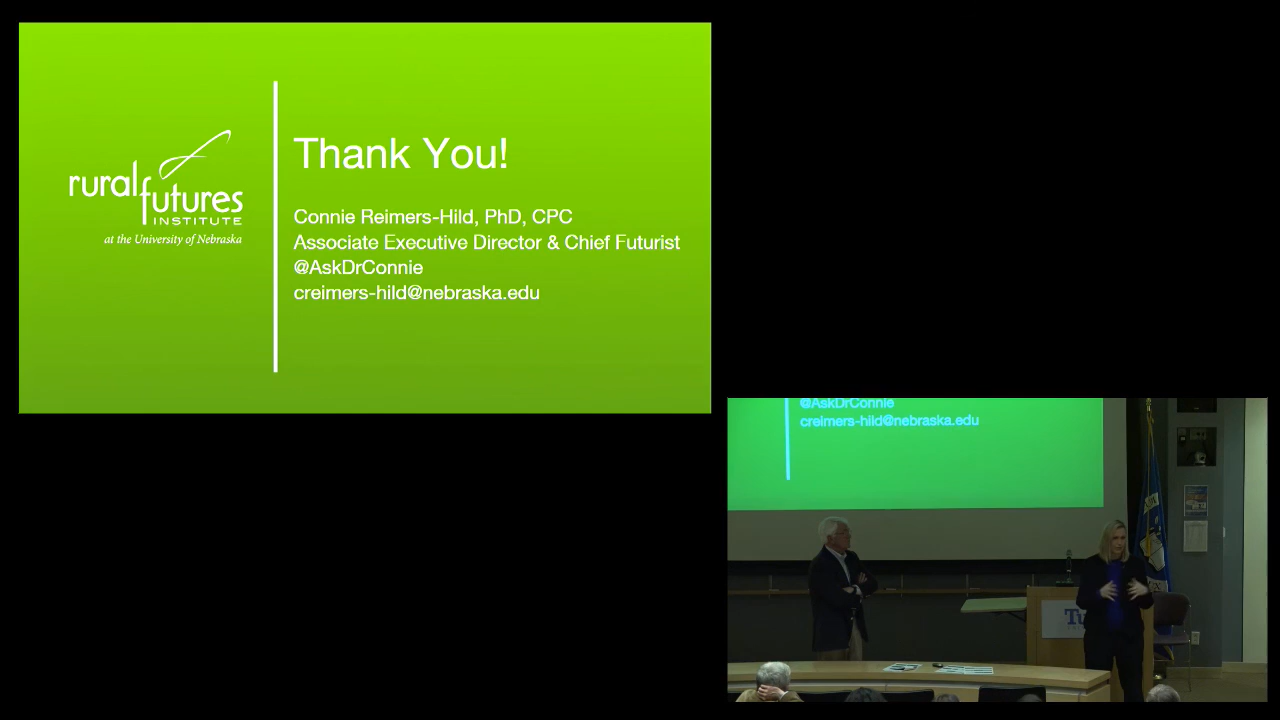 rural futures
INSTITUTE
at the University of Nebraska
Thank You!
Connie Reimers-Hild, PhD, CPC
Associate Executive Director & Chief Futurist
@AskDrConnie
creimers-hild@nebraska.edu
@AskDrConnie
creimers-hild@nebraska.edu